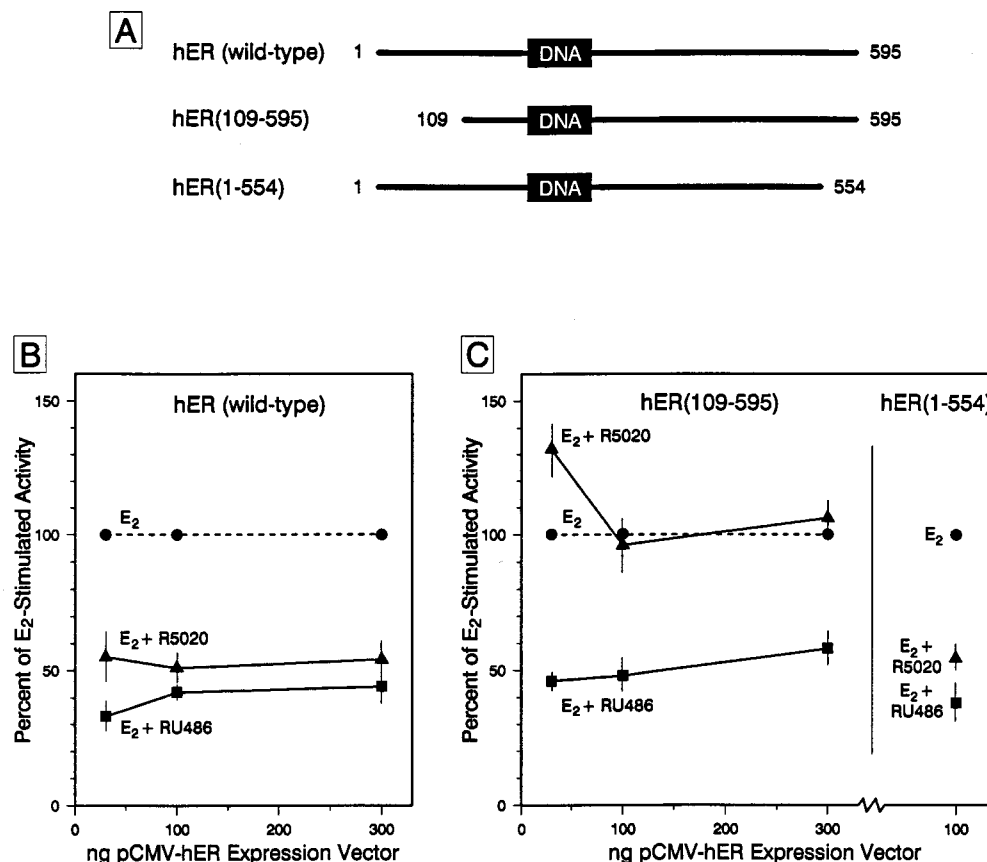 A
hER (wild-type) 1 DNA 595
hER(109-595) 109 DNA 595
hER(1-554) 1 DNA 554
B
hER (wild-type)
Percent of E2-Stimulated Activity
150
100
50
0
E2
E2 + R5020
E2 + RU486
0 100 200 300
ng pCMV-hER Expression Vector
C
hER(109-595) hER(1-554)
Percent of E2-Stimulated Activity
150
100
50
0
E2 + R5020
E2
E2 + RU486
E2
E2 +
R5020
E2 +
RU486
0 100 200 300 100
ng pCMV-hER Expression Vector